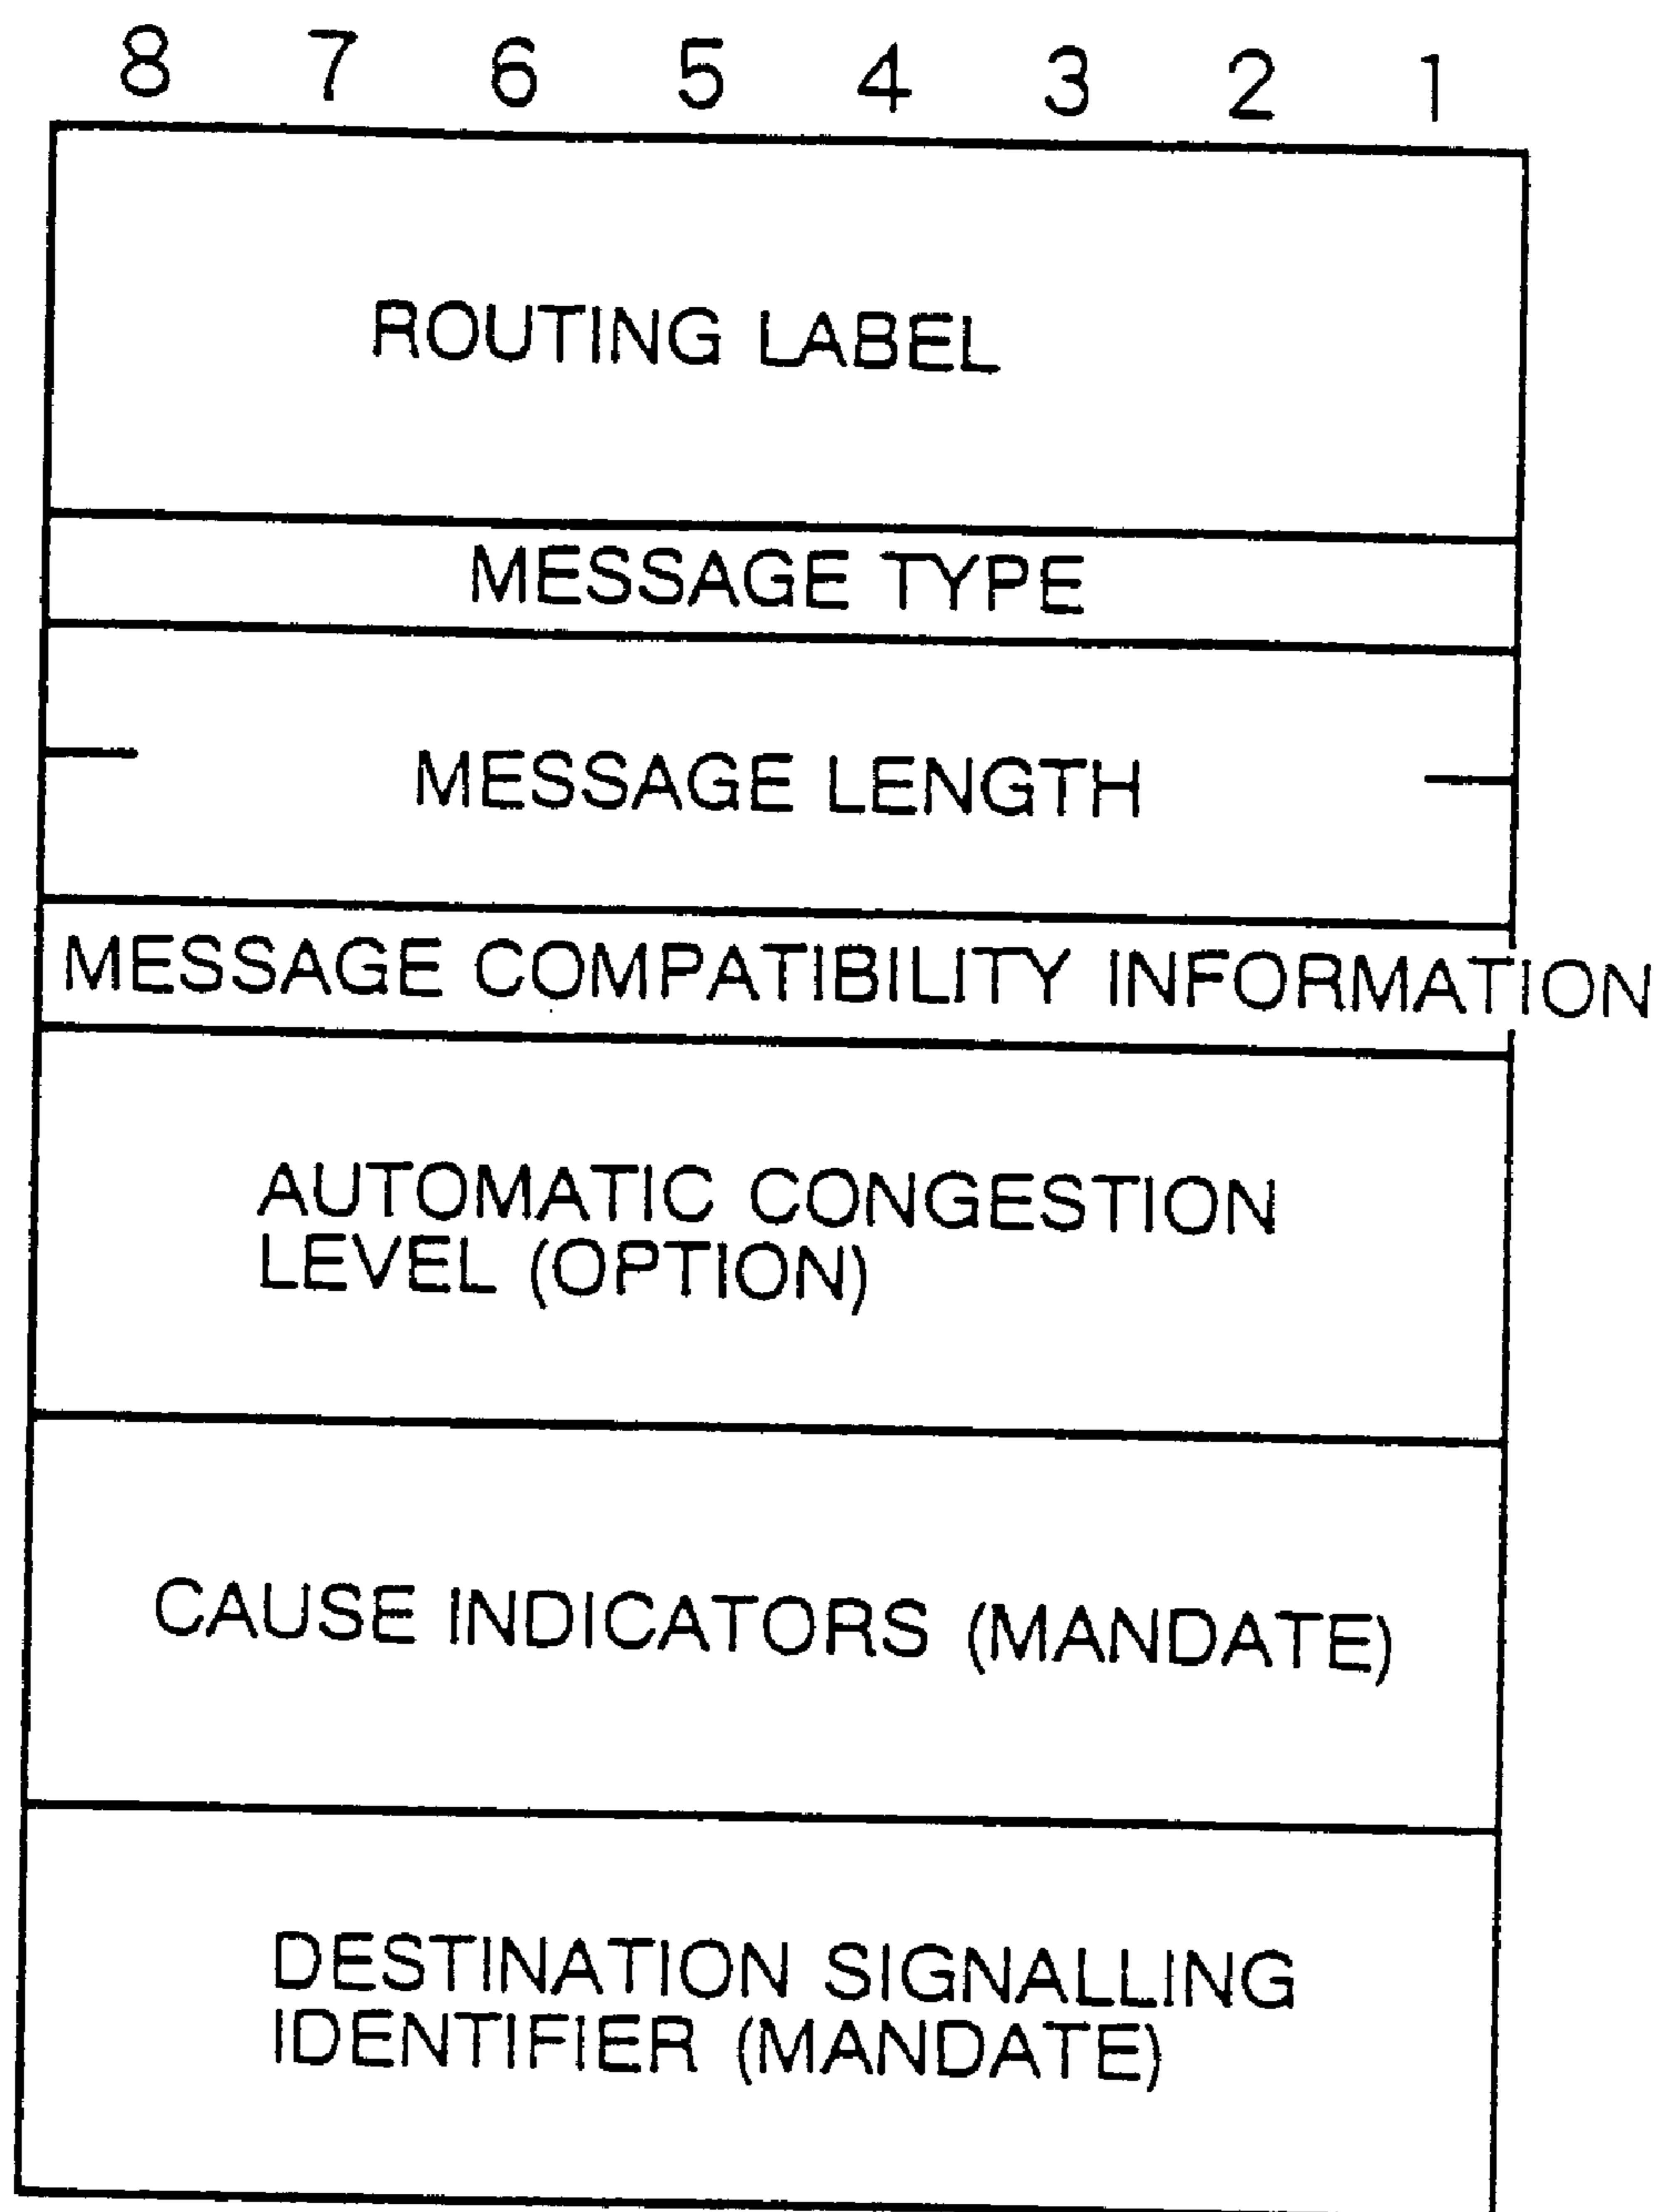 8 7 6 5 4 3 2 1
ROUTING LABEL
MESSAGE TYPE
MESSAGE LENGTH
MESSAGE COMPATIBILITY INFORMATION
AUTOMATIC CONGESTION
LEVEL (OPTION)
CAUSE INDICATORS (MANDATE)
DESTINATION SIGNALLING
IDENTIFIER (MANDATE)